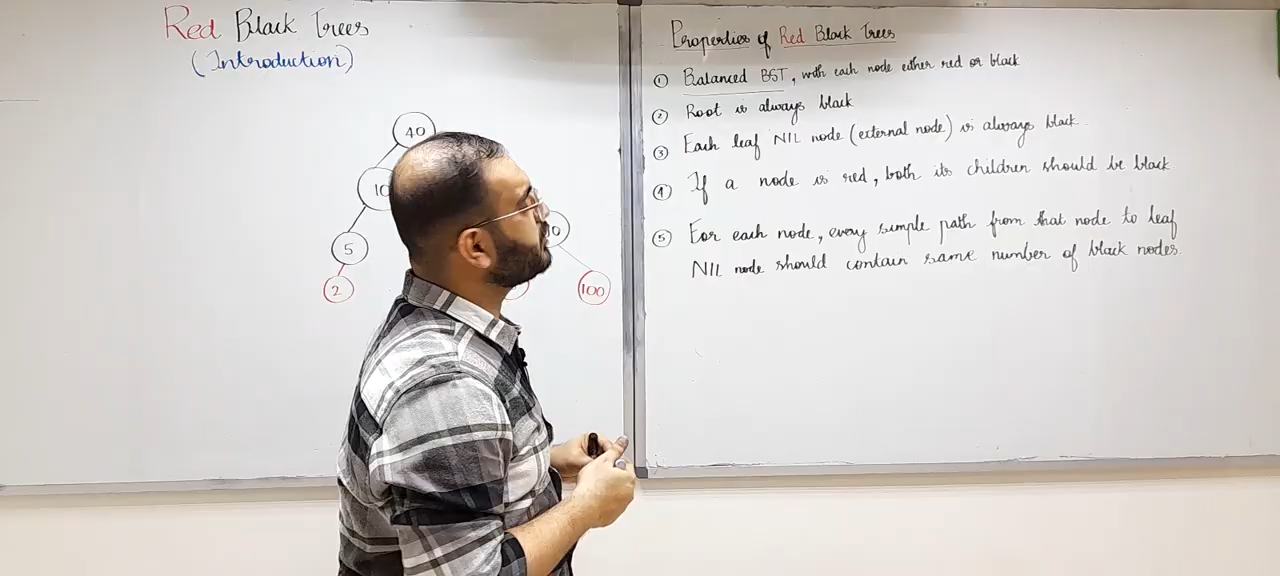 Red Black Trees
(Introduction)
40
10
5
2
100
Properties of Red Black Trees
① Balanced BST, with each node either red or black
② Root is always black
③ Each leaf NIL node (external node) is always black
④ If a node is red, both its children should be black
⑤ For each node, every simple path from that node to leaf
NIL node should contain same number of black nodes.